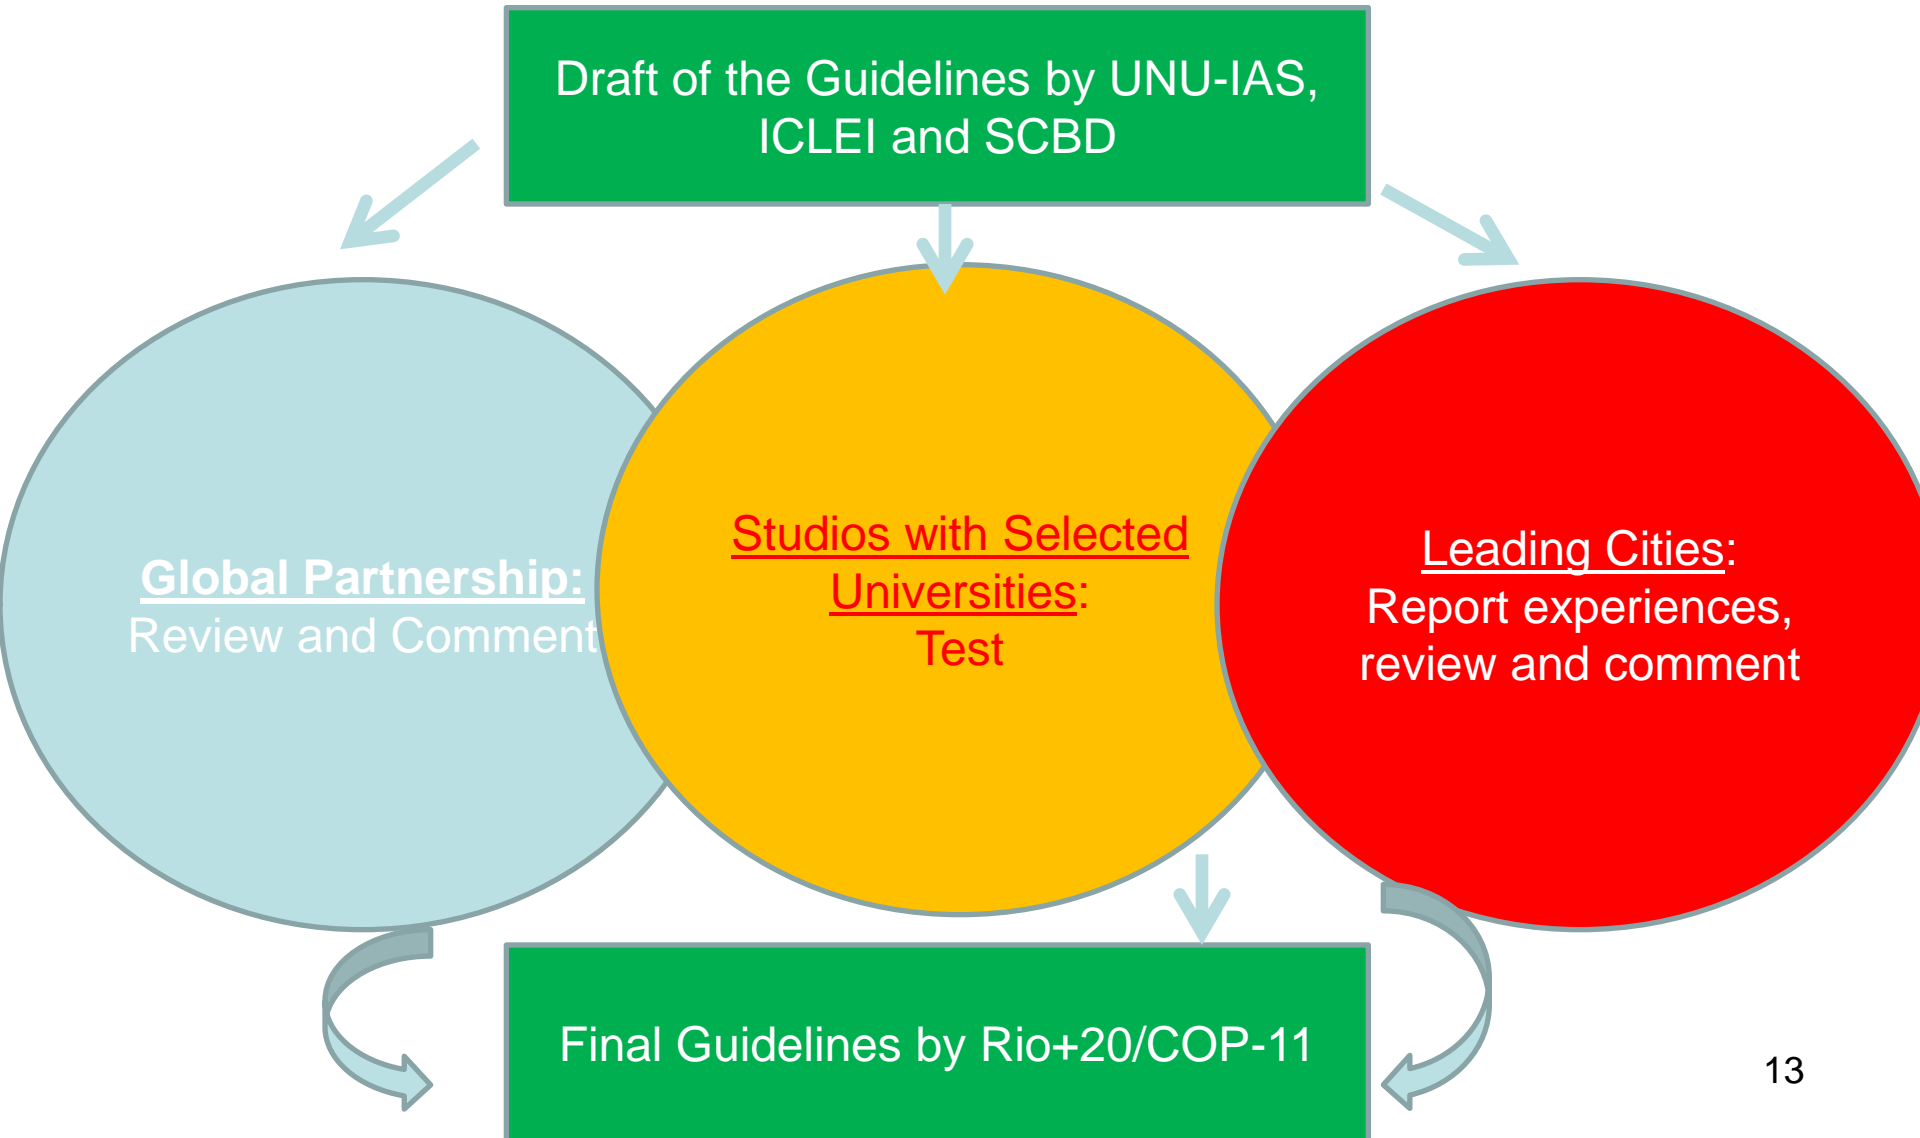 Draft of the Guidelines by UNU-IAS,
ICLEI and SCBD
Global Partnership:
Review and Comment
Studios with Selected
Universities:
Test
Leading Cities:
Report experiences,
review and comment
Final Guidelines by Rio+20/COP-11
13